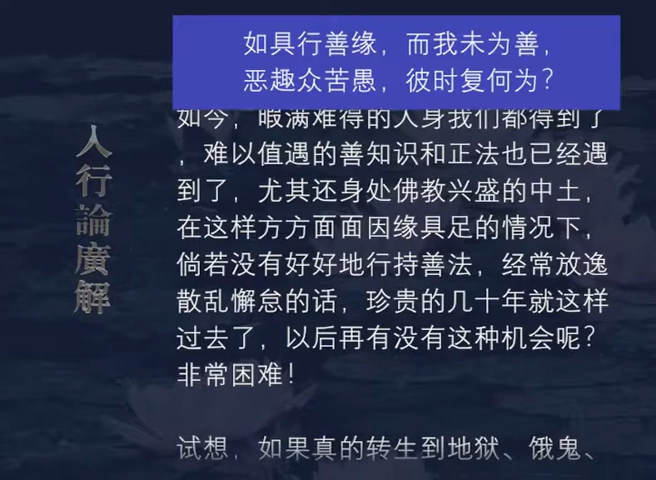 如具行善缘，而我未为善，
恶趣众苦愚，彼时复何为？
如今，暇满难得的人身我们都得到了
，难以值遇的善知识和正法也已经遇
到了，尤其还身处佛教兴盛的中土，
在这样方方面面因缘具足的情况下，
倘若没有好好地行持善法，经常放逸
散乱懈怠的话，珍贵的几十年就这样
过去了，以后再有没有这种机会呢？
非常困难！
试想，如果真的转生到地狱、饿鬼、
入行論廣解